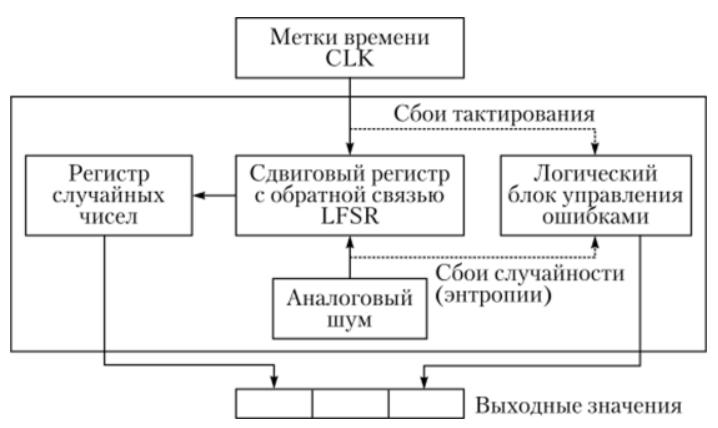 Метки времени
CLK
Сбои тактирования
Регистр
случайных
чисел
Сдвиговый регистр
с обратной связью
LFSR
Логический
блок управления
ошибками
Сбои случайности
(энтропии)
Аналоговый
шум
Выходные значения